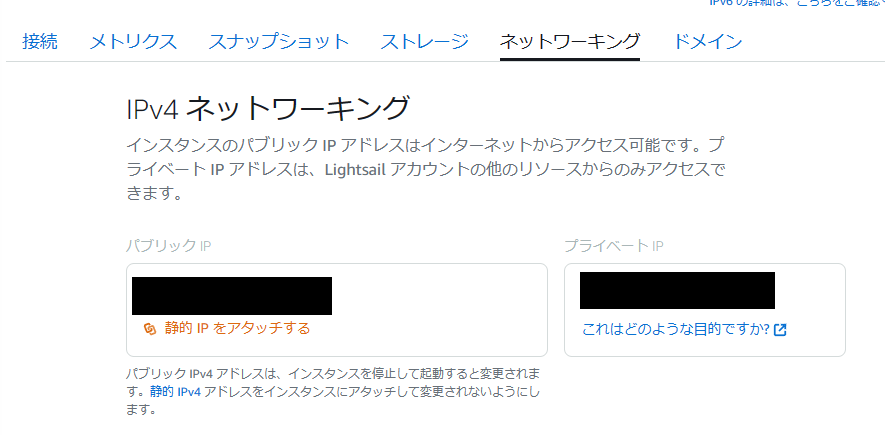 IPv6 の詳細は、こちらをご確認
接続 メトリクス スナップショット ストレージ ネットワーキング ドメイン
IPv4 ネットワーキング
インスタンスのパブリック IP アドレスはインターネットからアクセス可能です。プ
ライベート IP アドレスは、Lightsail アカウントの他のリソースからのみアクセスで
きます。
パブリック IP
プライベート IP
静的 IP をアタッチする
これはどのような目的ですか?
パブリック IPv4 アドレスは、インスタンスを停止して起動すると変更されま
す。静的 IPv4 アドレスをインスタンスにアタッチして変更されないようにし
ます。